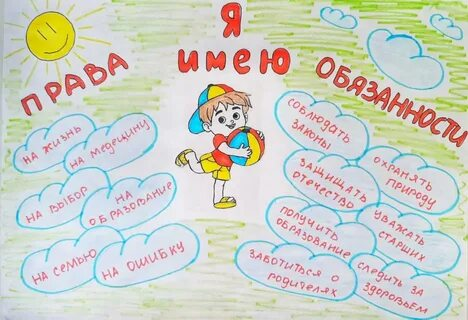 Я
имею
ПРАВА
ОБЯЗАННОСТИ
НА ЖИЗНЬ
НА МЕДЕЦИНУ
НА ВЫБОР
НА
ОБРАЗОВАНИЕ
НА СЕМЬЮ
НА ОШИБКУ
СОБЛЮДАТЬ
ЗАКОНЫ
ОХРАНЯТЬ
ПРИРОДУ
ЗАЩИЩАТЬ
ОТЕЧЕСТВО
УВАЖАТЬ
СТАРШИХ
ПОЛУЧИТЬ
ОБРАЗОВАНИЕ
СЛЕДИТЬ ЗА
ЗДОРОВЬЕМ
ЗАБОТИТЬСЯ О
РОДИТЕЛЯХ